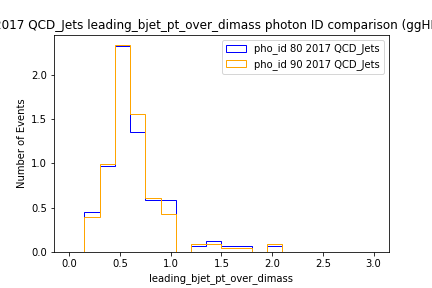 2017 QCD_Jets leading_bjet_pt_over_dimass photon ID comparison (ggH
pho_id 80 2017 QCD_Jets
pho_id 90 2017 QCD_Jets
Number of Events
2.0
1.5
1.0
0.5
0.0
0.0 0.5 1.0 1.5 2.0 2.5 3.0
leading_bjet_pt_over_dimass